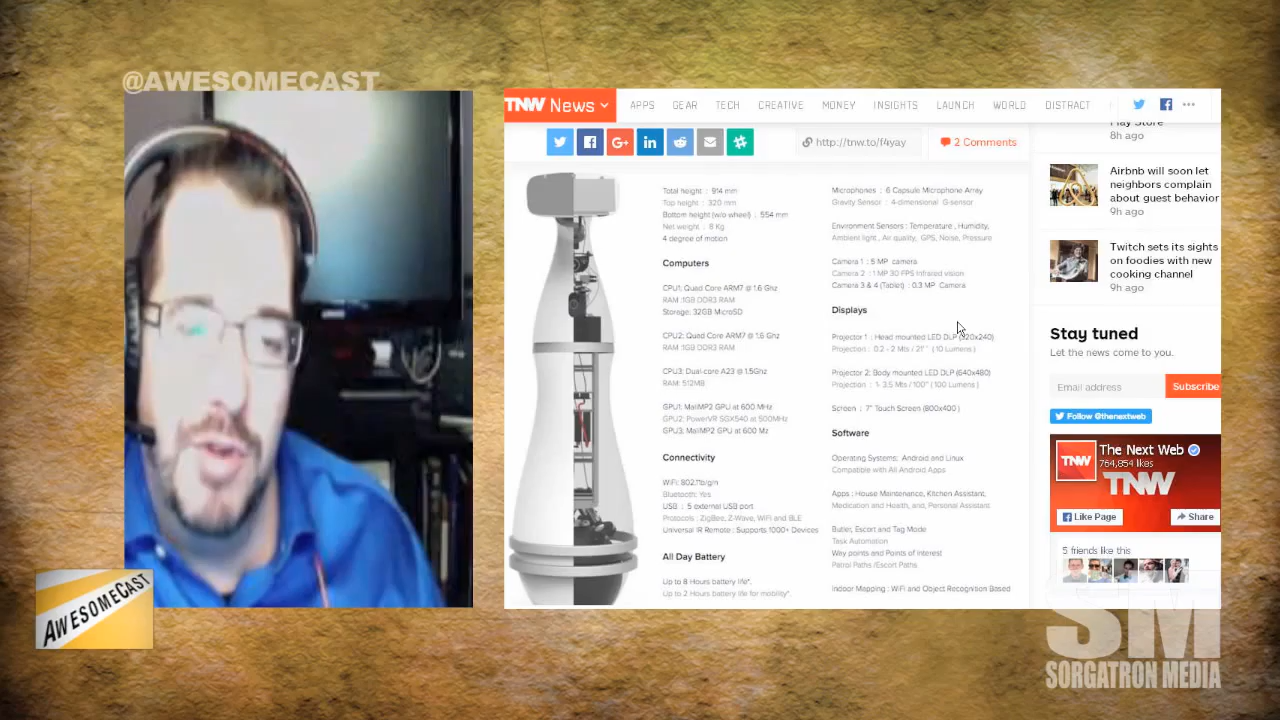 @AWESOMECAST
TNW News
APPS GEAR TECH CREATIVE MONEY INSIGHTS LAUNCH WORLD DISTRACT
http://tnw.to/f4yay
2 Comments
Total height : 914 mm
Top height : 320 mm
Bottom height (w/o wheel) : 554 mm
Net weight : 8 Kg
4 degree of motion
Computers
CPU1: Quad Core ARM7 @ 1.6 Ghz
RAM :1GB DDR3 RAM
Storage: 32GB MicroSD
CPU2: Quad Core ARM7 @ 1.6 Ghz
RAM :1GB DDR3 RAM
CPU3: Dual-core A23 @ 1.5Ghz
RAM: 512MB
GPU1: MaliMP2 GPU at 600 MHz
GPU2: PowerVR SGX540 at 500MHz
GPU3: MaliMP2 GPU at 600 Mz
Connectivity
WiFi: 802.11b/g/n
Bluetooth: Yes
USB : 5 external USB port
Protocols : ZigBee, Z-Wave, WiFi and BLE
Universal IR Remote : Supports 1000+ Devices
All Day Battery
Up to 8 Hours battery life*.
Up to 2 Hours battery life for mobility*.
Microphones : 6 Capsule Microphone Array
Gravity Sensor : 4-dimensional G-sensor
Environment Sensors : Temperature , Humidity,
Ambient light , Air quality, GPS, Noise, Pressure
Camera 1 : 5 MP camera
Camera 2 : 1 MP 30 FPS Infrared vision
Camera 3 & 4 (Tablet) : 0.3 MP Camera
Displays
Projector 1 : Head mounted LED DLP (320x240)
Projection : 0.2 - 2 Mts / 21" ( 10 Lumens )
Projector 2: Body mounted LED DLP (640x480)
Projection : 1- 3.5 Mts / 100" ( 100 Lumens )
Screen : 7" Touch Screen (800x400 )
Software
Operating Systems: Android and Linux
Compatible with All Android Apps
Apps : House Maintenance, Kitchen Assistant,
Medication and Health, and, Personal Assistant
Butler, Escort and Tag Mode
Task Automation
Way points and Points of Interest
Patrol Paths /Escort Paths
Indoor Mapping : WiFi and Object Recognition Based
Play Store
8h ago
Airbnb will soon let
neighbors complain
about guest behavior
9h ago
Twitch sets its sights
on foodies with new
cooking channel
9h ago
Stay tuned
Let the news come to you.
Email address
Subscribe
Follow @thenextweb
TNW
The Next Web
764,854 likes
TNW
Like Page
Share
5 friends like this
AWESOMECAST
SM
SORGATRON MEDIA